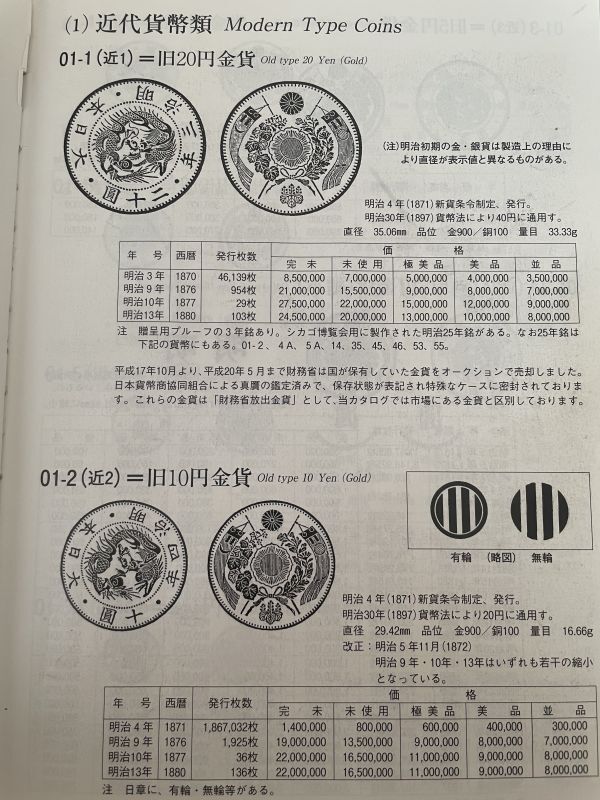 (1) 近代貨幣類 Modern Type Coins
01-1(近1)=旧20円金貨 Old type 20 Yen (Gold)
大日本・明治三年・二十圓・
(注)明治初期の金・銀貨は製造上の理由に
より直径が表示値と異なるものがある。
明治4年(1871)新貨条令制定、発行。
明治30年(1897)貨幣法により40円に通用す。
直径 35.06mm 品位 金900/銅100 量目 33.33g
年 号 西暦 発行枚数 価 格
完 未 未 使 用 極 美 品 美 品 並 品
明治3年 1870 46,139枚 8,500,000 7,000,000 5,000,000 4,000,000 3,500,000
明治9年 1876 954枚 21,000,000 15,500,000 9,000,000 8,000,000 7,000,000
明治10年 1877 29枚 27,500,000 22,000,000 15,000,000 12,000,000 9,000,000
明治13年 1880 103枚 24,500,000 20,000,000 13,000,000 10,000,000 8,000,000
注 贈呈用プルーフの3年銘あり。シカゴ博覧会用に製作された明治25年銘がある。なお25年銘は
下記の貨幣にもある。01-2、4A、5A、14、35、45、46、53、55。
平成17年10月より、平成20年5月まで財務省は国が保有していた金貨をオークションで売却しました。
日本貨幣商協同組合による真贋の鑑定済みで、保存状態が表記され特殊なケースに密封されておりま
す。これらの金貨は「財務省放出金貨」として、当カタログでは市場にある金貨と区別しております。
01-2(近2)=旧10円金貨 Old type 10 Yen (Gold)
大日本・明治四年・十圓・
有輪 (略図) 無輪
明治4年(1871)新貨条令制定、発行。
明治30年(1897)貨幣法により20円に通用す。
直径 29.42mm 品位 金900/銅100 量目 16.66g
改正:明治5年11月(1872)
明治9年・10年・13年はいずれも若干の縮小
となっている。
年 号 西暦 発行枚数 価 格
完 未 未 使 用 極 美 品 美 品 並 品
明治4年 1871 1,867,032枚 1,400,000 800,000 600,000 400,000 300,000
明治9年 1876 1,925枚 19,000,000 13,500,000 9,000,000 8,000,000 7,000,000
明治10年 1877 36枚 22,000,000 16,500,000 11,000,000 9,000,000 8,000,000
明治13年 1880 136枚 22,000,000 16,500,000 11,000,000 9,000,000 8,000,000
注 日章に、有輪・無輪等がある。